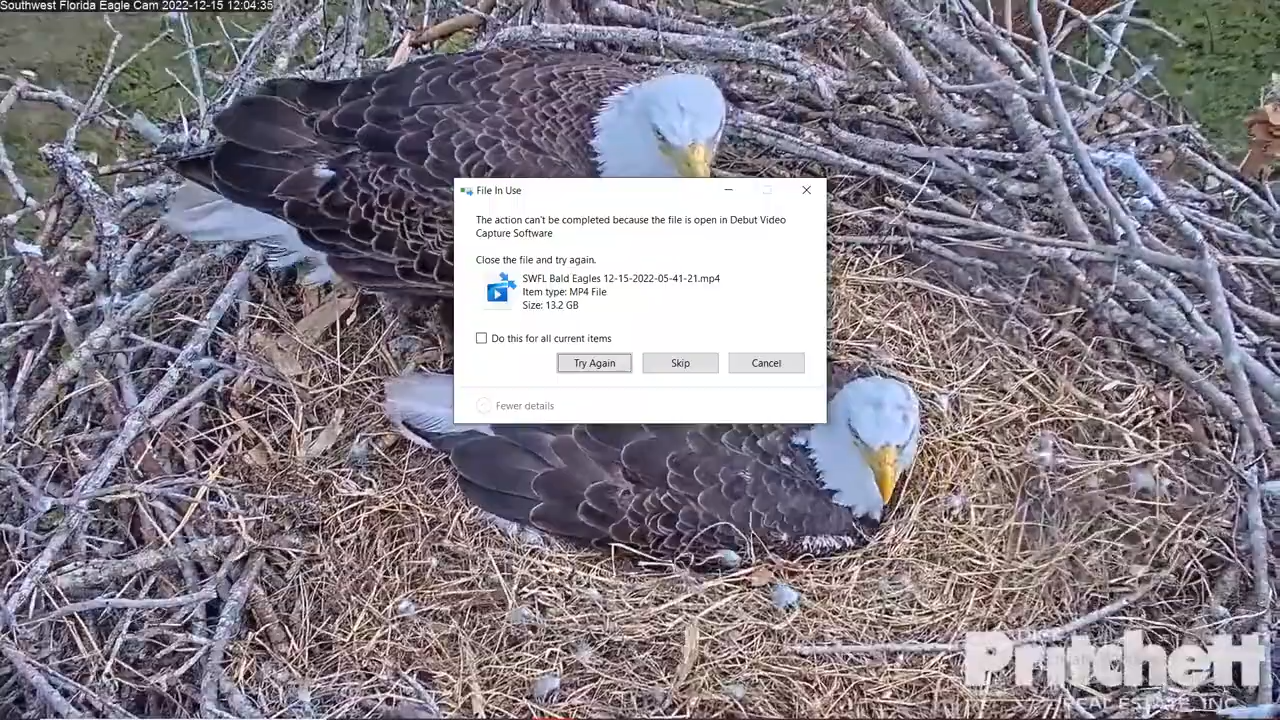 Southwest Florida Eagle Cam 2022-12-15 12:04:35
File In Use
The action can't be completed because the file is open in Debut Video
Capture Software
Close the file and try again.
SWFL Bald Eagles 12-15-2022-05-41-21.mp4
Item type: MP4 File
Size: 13.2 GB
Do this for all current items
Try Again
Skip
Cancel
Fewer details
Pritchett
REAL ESTATE, INC